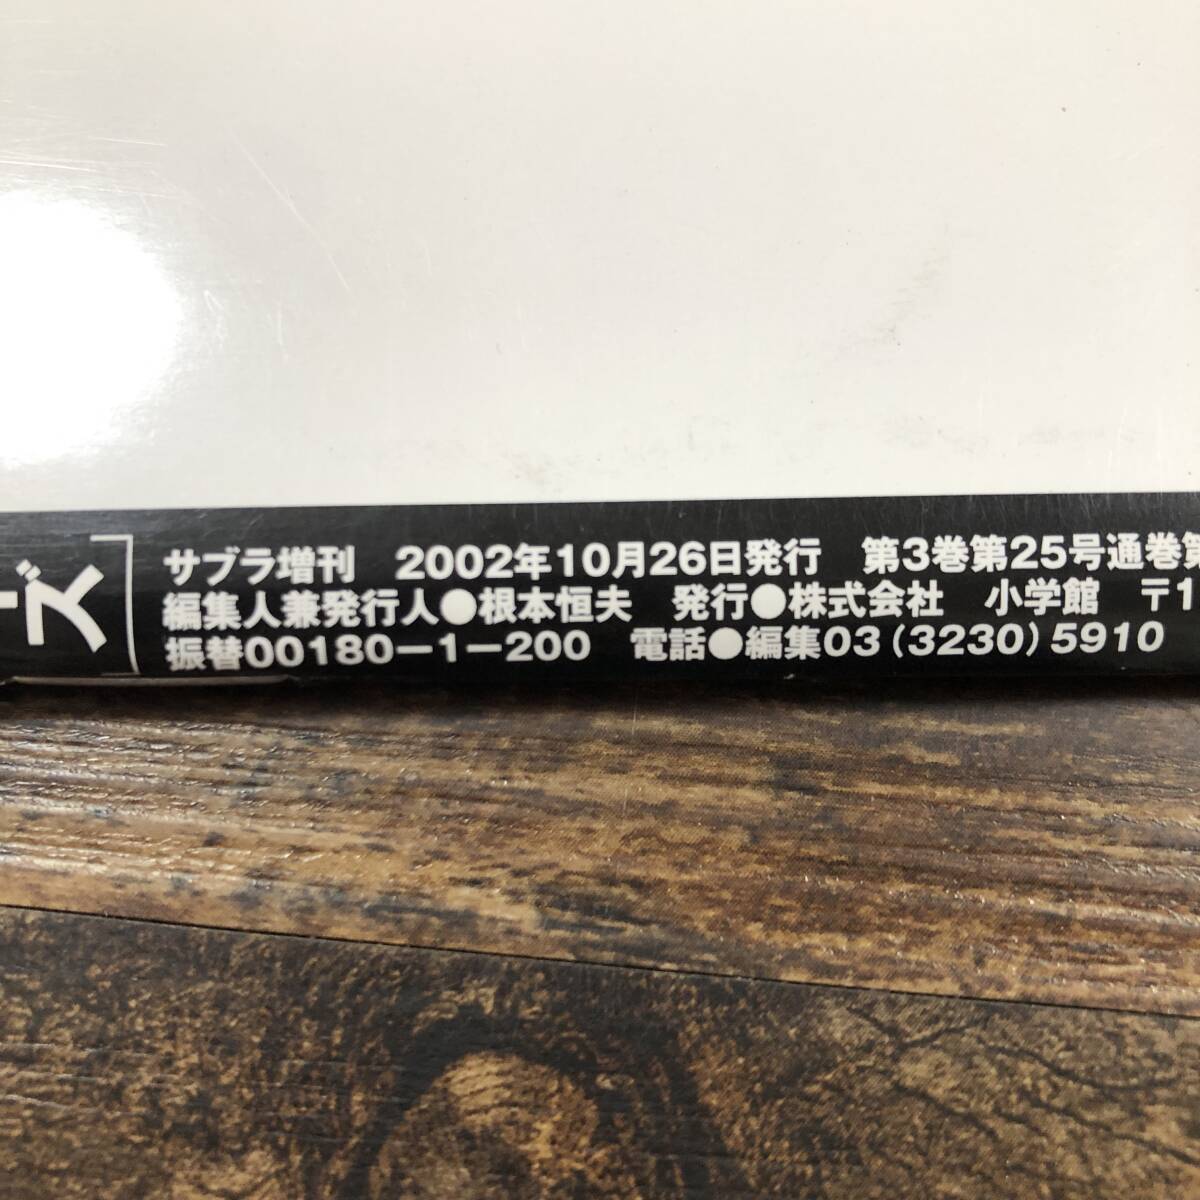 ズ
サブラ増刊 2002年10月26日発行 第3巻第25号通巻第
編集人兼発行人●根本恒夫 発行●株式会社 小学館 〒1
振替00180-1-200 電話●編集03(3230)5910